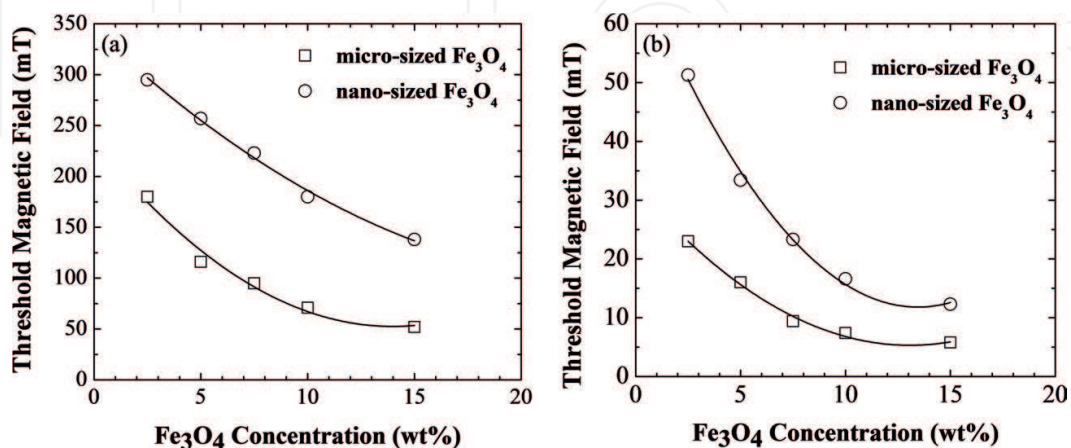 (a)
micro-sized Fe₃O₄
nano-sized Fe₃O₄
Threshold Magnetic Field (mT)
350
300
250
200
150
100
50
0
0 5 10 15 20
Fe₃O₄ Concentration (wt%)
(b)
micro-sized Fe₃O₄
nano-sized Fe₃O₄
Threshold Magnetic Field (mT)
60
50
40
30
20
10
0
0 5 10 15 20
Fe₃O₄ Concentration (wt%)